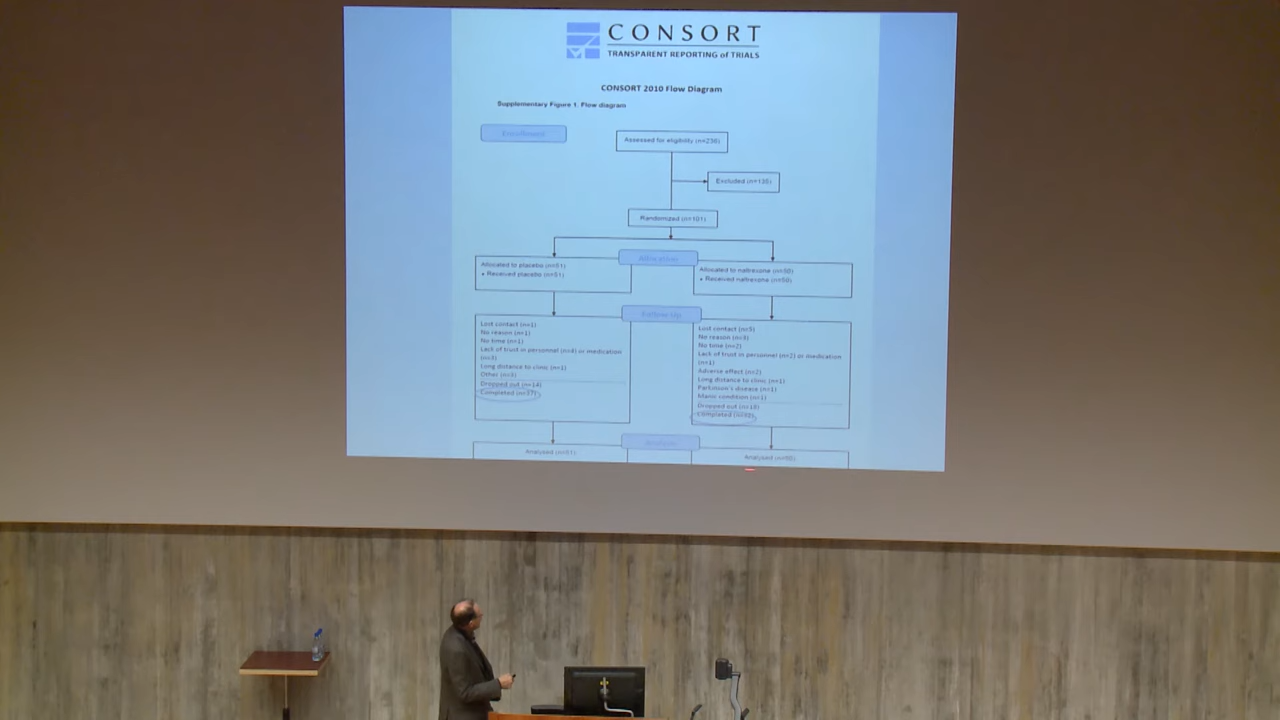 CONSORT
TRANSPARENT REPORTING of TRIALS
CONSORT 2010 Flow Diagram
Supplementary Figure 1. Flow diagram
Enrollment
Assessed for eligibility (n=236)
Excluded (n=135)
Randomized (n=101)
Allocation
Allocated to placebo (n=51)
• Received placebo (n=51)
Allocated to naltrexone (n=50)
• Received naltrexone (n=50)
Follow-Up
Lost contact (n=1)
No reason (n=1)
No time (n=1)
Lack of trust in personnel (n=4) or medication
(n=3)
Long distance to clinic (n=1)
Other (n=3)
Dropped out (n=14)
Completed (n=37)
Lost contact (n=5)
No reason (n=3)
No time (n=2)
Lack of trust in personnel (n=2) or medication
(n=1)
Adverse effect (n=2)
Long distance to clinic (n=1)
Parkinson's disease (n=1)
Manic condition (n=1)
Dropped out (n=18)
Completed (n=32)
Analysis
Analysed (n=51)
Analysed (n=50)